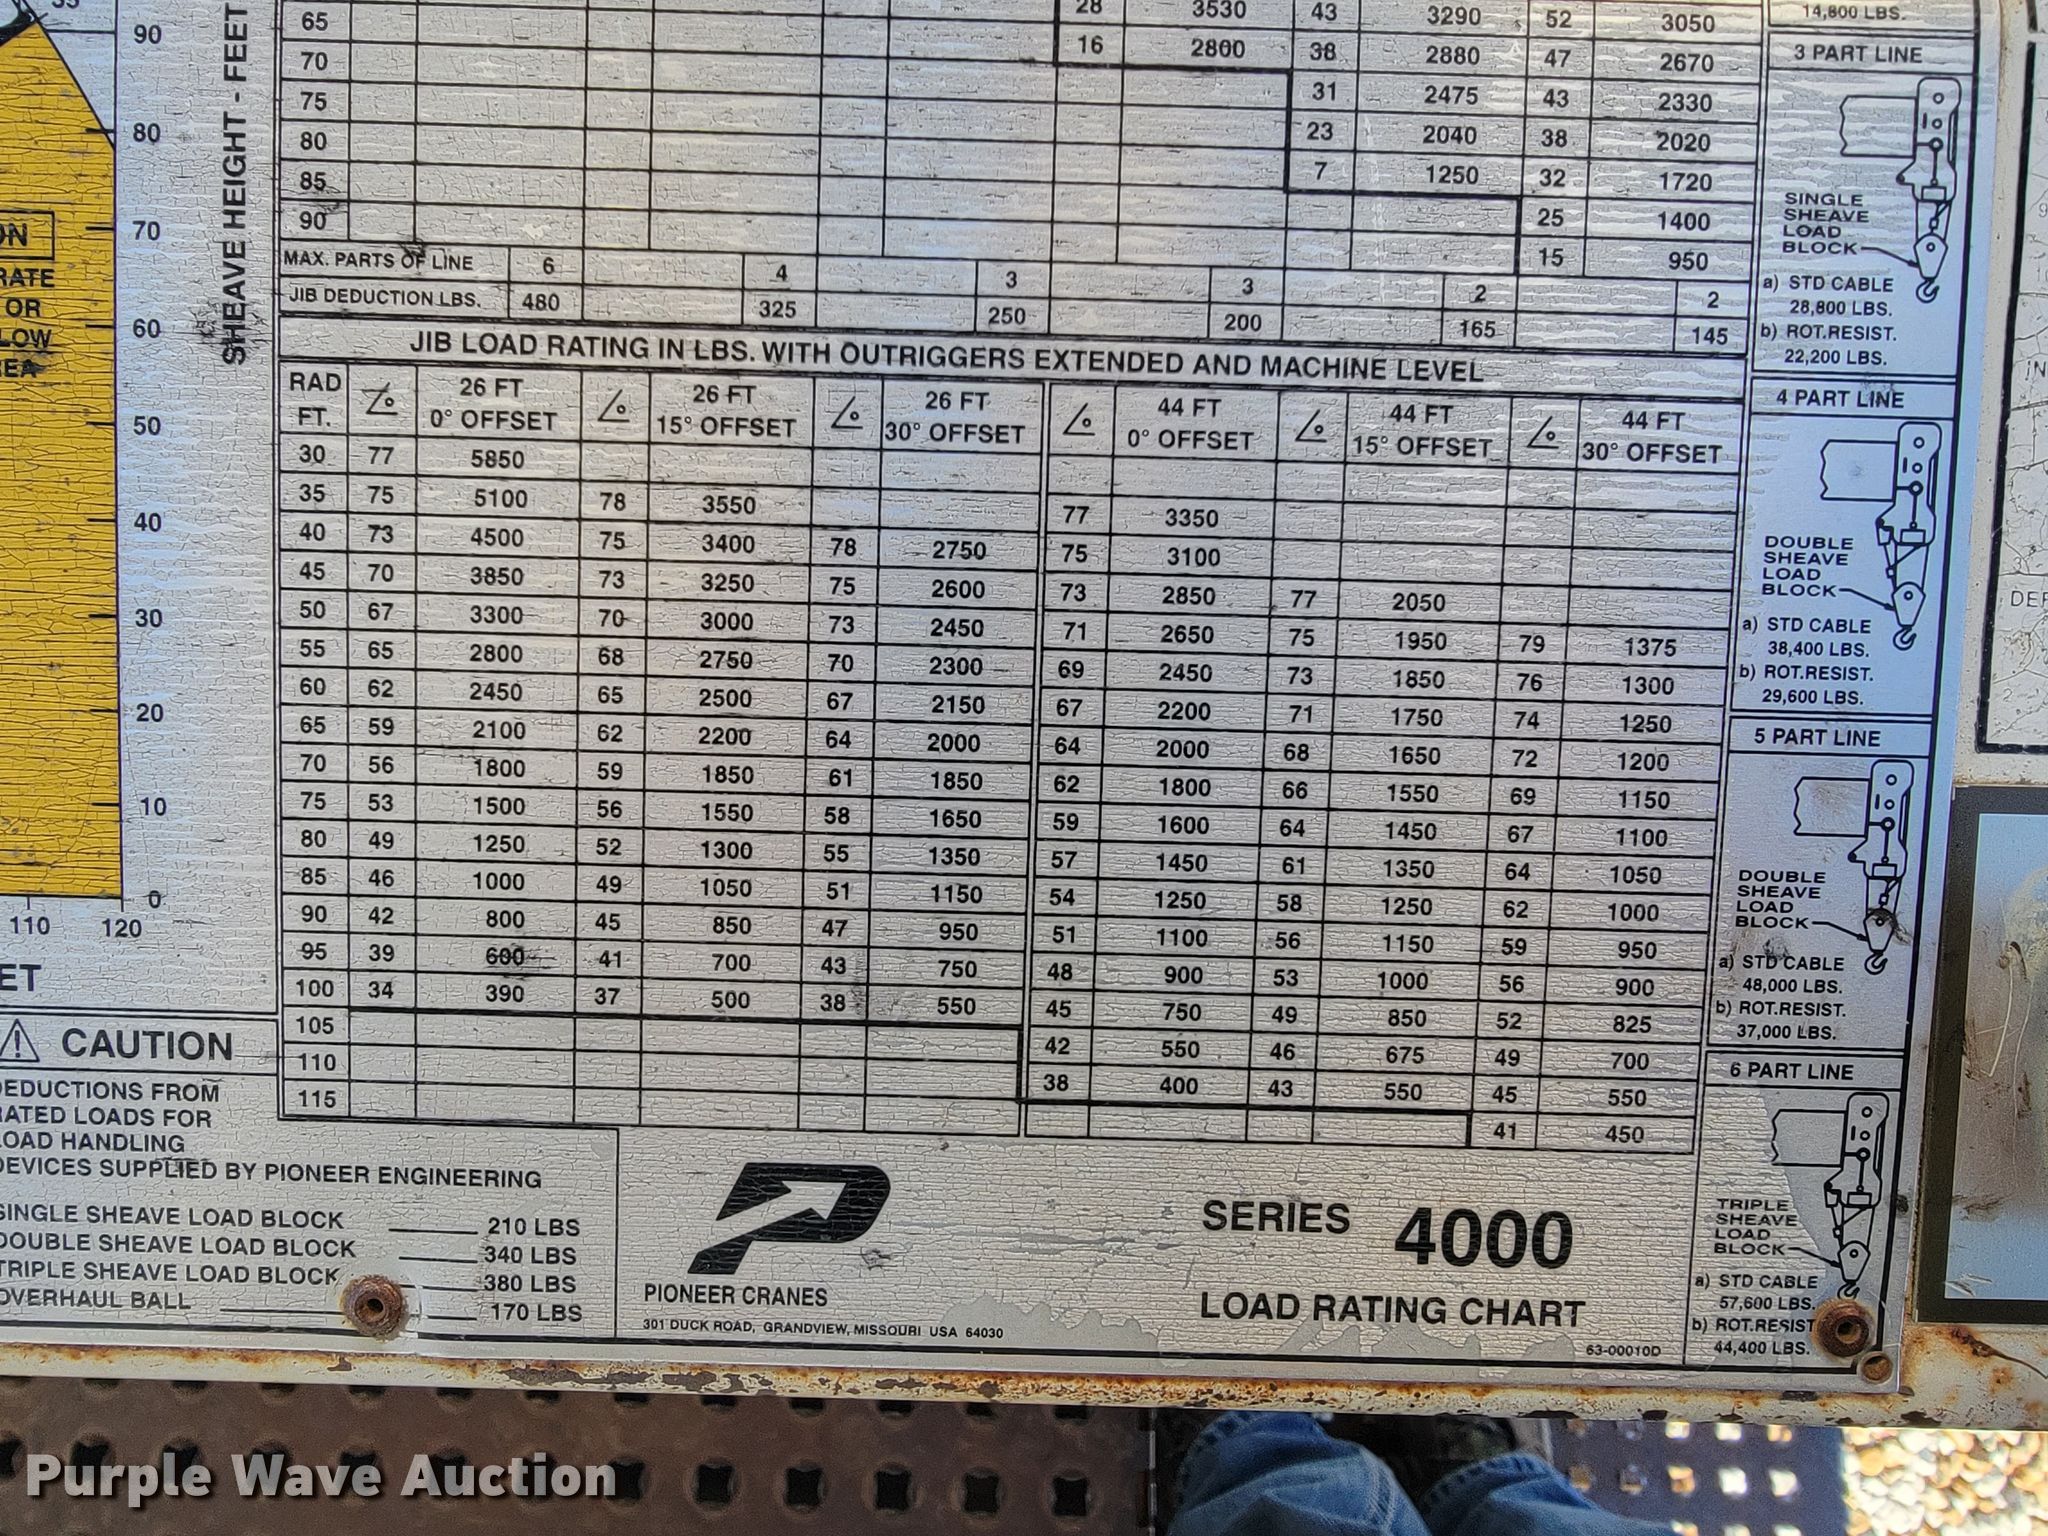 35
90
80
70
60
50
40
30
20
10
0
110 120
SHEAVE HEIGHT - FEET
65 28 3530 43 3290 52 3050
70 16 2800 38 2880 47 2670
75 31 2475 43 2330
80 23 2040 38 2020
85 7 1250 32 1720
90 25 1400
15 950
MAX. PARTS OF LINE 6 4 3 3 2 2
JIB DEDUCTION LBS. 480 325 250 200 165 145
JIB LOAD RATING IN LBS. WITH OUTRIGGERS EXTENDED AND MACHINE LEVEL
RAD 26 FT 26 FT 26 FT 44 FT 44 FT 44 FT
FT. 0° OFFSET 15° OFFSET 30° OFFSET 0° OFFSET 15° OFFSET 30° OFFSET
30 77 5850
35 75 5100 78 3550 77 3350
40 73 4500 75 3400 78 2750 75 3100
45 70 3850 73 3250 75 2600 73 2850 77 2050
50 67 3300 70 3000 73 2450 71 2650 75 1950 79 1375
55 65 2800 68 2750 70 2300 69 2450 73 1850 76 1300
60 62 2450 65 2500 67 2150 67 2200 71 1750 74 1250
65 59 2100 62 2200 64 2000 64 2000 68 1650 72 1200
70 56 1800 59 1850 61 1850 62 1800 66 1550 69 1150
75 53 1500 56 1550 58 1650 59 1600 64 1450 67 1100
80 49 1250 52 1300 55 1350 57 1450 61 1350 64 1050
85 46 1000 49 1050 51 1150 54 1250 58 1250 62 1000
90 42 800 45 850 47 950 51 1100 56 1150 59 950
95 39 600 41 700 43 750 48 900 53 1000 56 900
100 34 390 37 500 38 550 45 750 49 850 52 825
105 42 550 46 675 49 700
110 38 400 43 550 45 550
115 41 450
14,800 LBS.
3 PART LINE
SINGLE
SHEAVE
LOAD
BLOCK
a) STD CABLE
28,800 LBS.
b) ROT.RESIST.
22,200 LBS.
4 PART LINE
DOUBLE
SHEAVE
LOAD
BLOCK
a) STD CABLE
38,400 LBS.
b) ROT.RESIST.
29,600 LBS.
5 PART LINE
DOUBLE
SHEAVE
LOAD
BLOCK
a) STD CABLE
48,000 LBS.
b) ROT.RESIST.
37,000 LBS.
6 PART LINE
TRIPLE
SHEAVE
LOAD
BLOCK
a) STD CABLE
57,600 LBS.
b) ROT.RESIST
44,400 LBS.
CAUTION
EDUCTIONS FROM
RATED LOADS FOR
LOAD HANDLING
DEVICES SUPPLIED BY PIONEER ENGINEERING
SINGLE SHEAVE LOAD BLOCK 210 LBS
DOUBLE SHEAVE LOAD BLOCK 340 LBS
TRIPLE SHEAVE LOAD BLOCK 380 LBS
OVERHAUL BALL 170 LBS
PIONEER CRANES
301 DUCK ROAD, GRANDVIEW, MISSOURI USA 64030
SERIES 4000
LOAD RATING CHART
63-00010D
Purple Wave Auction